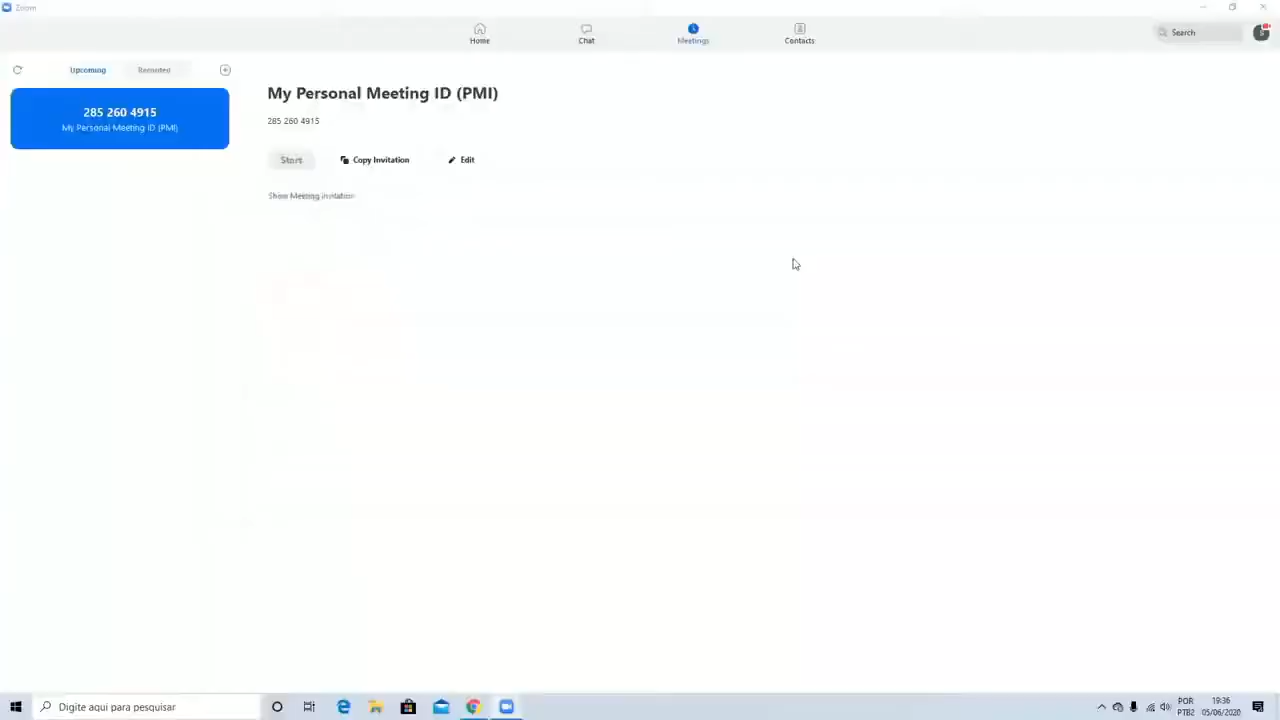 Zoom
Home
Chat
Meetings
Contacts
Search
Upcoming
Recorded
285 260 4915
My Personal Meeting ID (PMI)
My Personal Meeting ID (PMI)
285 260 4915
Start
Copy Invitation
Edit
Show Meeting Invitation
Digite aqui para pesquisar
POR
PTB2
19:36
05/06/2020